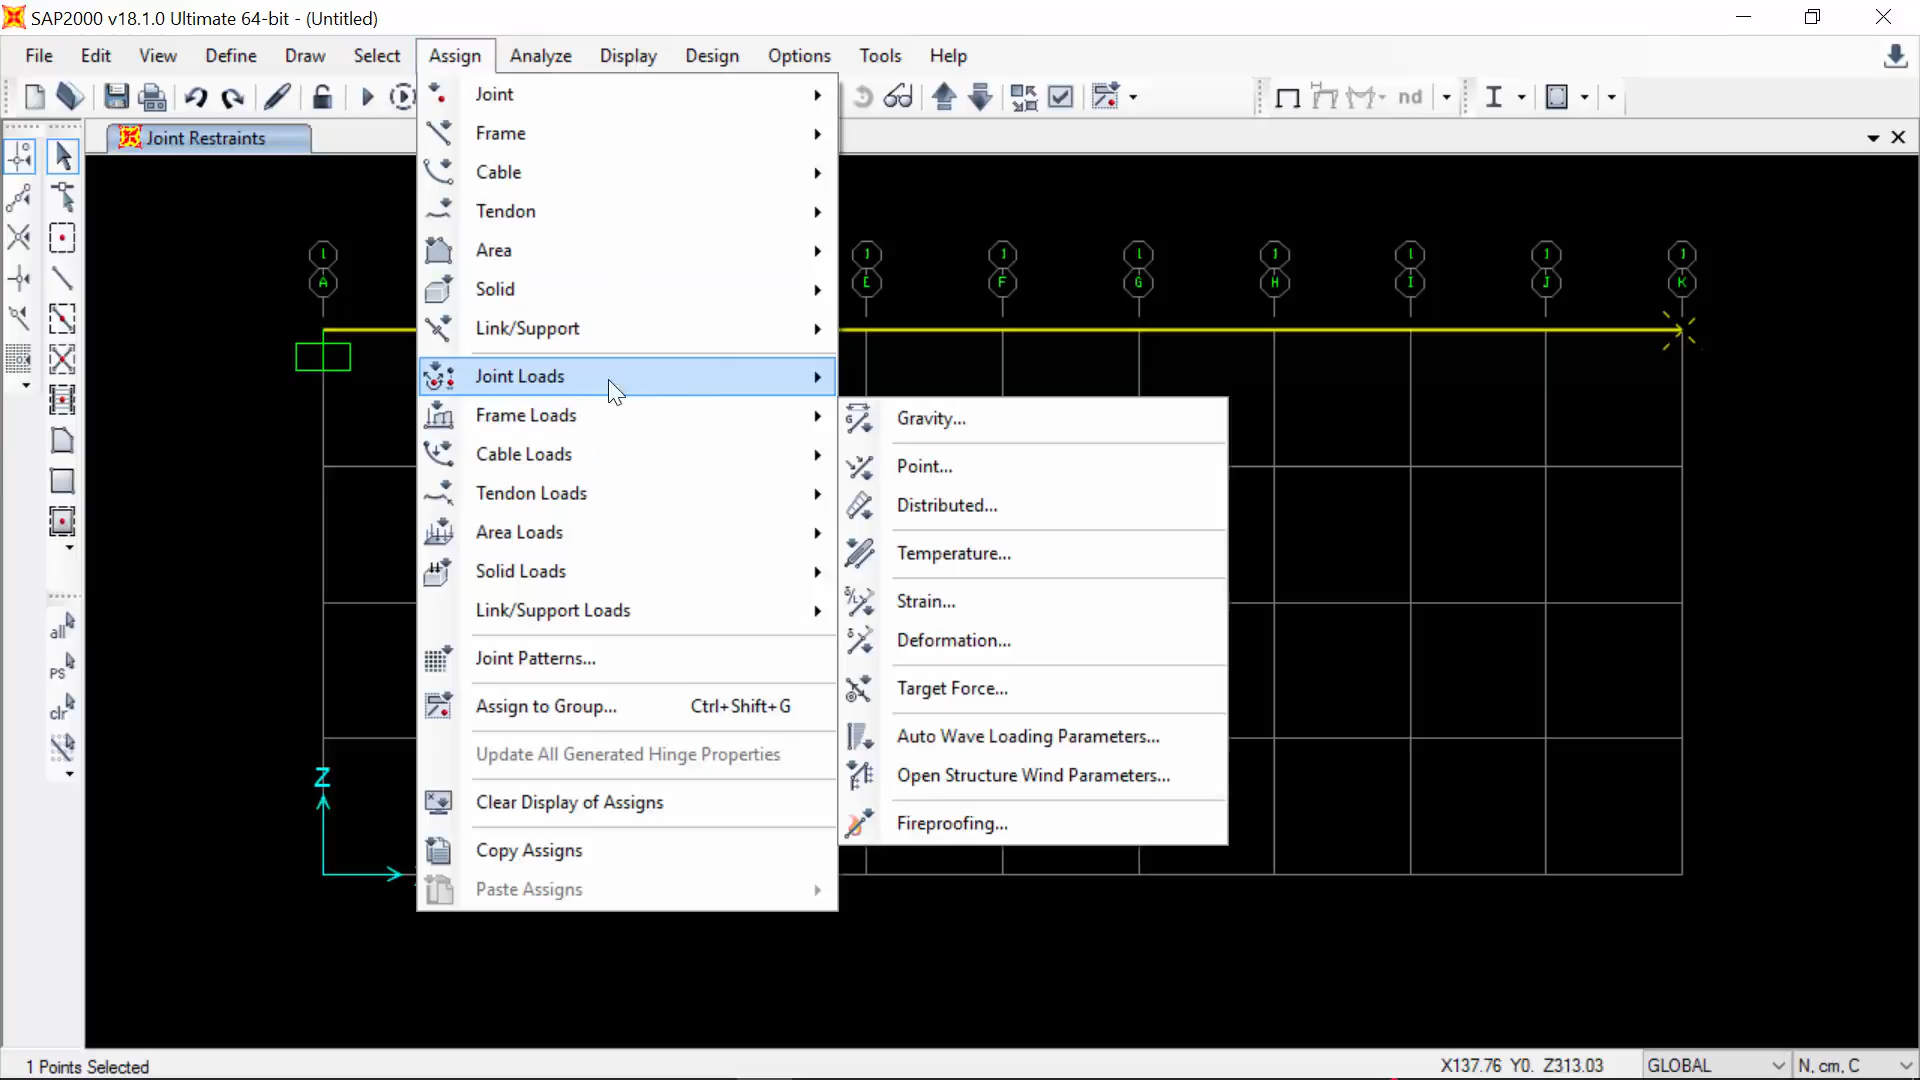 SAP2000 v18.1.0 Ultimate 64-bit - (Untitled)
File Edit View Define Draw Select Assign Analyze Display Design Options Tools Help
nd
Joint Restraints
Joint
Frame
Cable
Tendon
Area
Solid
Link/Support
Joint Loads
Frame Loads
Cable Loads
Tendon Loads
Area Loads
Solid Loads
Link/Support Loads
Joint Patterns...
Assign to Group... Ctrl+Shift+G
Update All Generated Hinge Properties
Clear Display of Assigns
Copy Assigns
Paste Assigns
Gravity...
Point...
Distributed...
Temperature...
Strain...
Deformation...
Target Force...
Auto Wave Loading Parameters...
Open Structure Wind Parameters...
Fireproofing...
A E F G H I J K
Z
all
PS
clr
1 Points Selected
X137.76 Y0. Z313.03
GLOBAL
N, cm, C